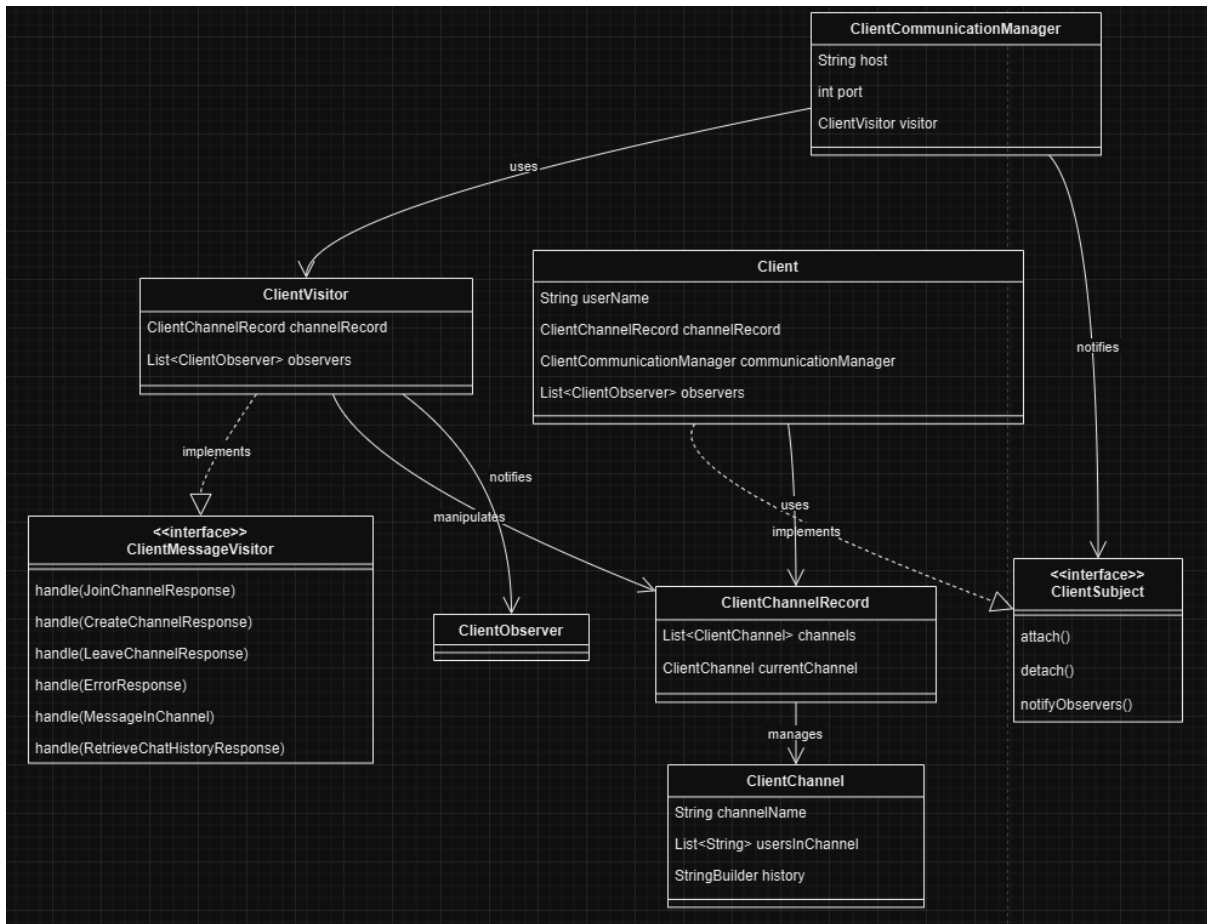 ClientCommunicationManager
String host
int port
ClientVisitor visitor
uses
notifies
ClientVisitor
ClientChannelRecord channelRecord
List<ClientObserver> observers
Client
String userName
ClientChannelRecord channelRecord
ClientCommunicationManager communicationManager
List<ClientObserver> observers
implements
notifies
manipulates
uses
implements
<<interface>>
ClientMessageVisitor
handle(JoinChannelResponse)
handle(CreateChannelResponse)
handle(LeaveChannelResponse)
handle(ErrorResponse)
handle(MessageInChannel)
handle(RetrieveChatHistoryResponse)
ClientObserver
ClientChannelRecord
List<ClientChannel> channels
ClientChannel currentChannel
<<interface>>
ClientSubject
attach()
detach()
notifyObservers()
manages
ClientChannel
String channelName
List<String> usersInChannel
StringBuilder history